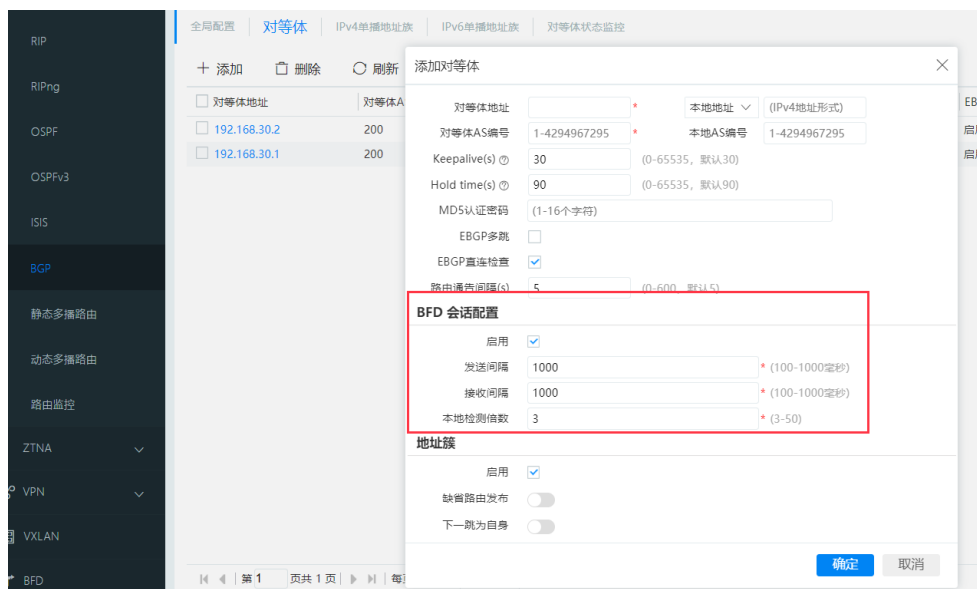 RIP
RIPng
OSPF
OSPFv3
ISIS
BGP
静态多播路由
动态多播路由
路由监控
ZTNA
VPN
VXLAN
BFD
全局配置 对等体 IPv4单播地址族 IPv6单播地址族 对等体状态监控
添加 删除 刷新
对等体地址 对等体A EB
192.168.30.2 200 启
192.168.30.1 200 启
第 1 页共 1 页 每
添加对等体
对等体地址 * 本地地址 (IPv4地址形式)
对等体AS编号 1-4294967295 * 本地AS编号 1-4294967295
Keepalive(s) 30 (0-65535，默认30)
Hold time(s) 90 (0-65535，默认90)
MD5认证密码 (1-16个字符)
EBGP多跳
EBGP直连检查
路由通告间隔(s) 5 (0-600，默认5)
BFD 会话配置
启用
发送间隔 1000 * (100-1000毫秒)
接收间隔 1000 * (100-1000毫秒)
本地检测倍数 3 * (3-50)
地址簇
启用
缺省路由发布
下一跳为自身
确定 取消